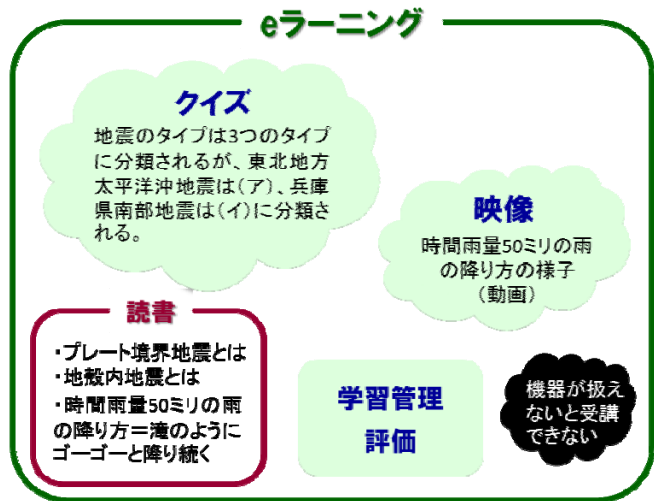 eラーニング
クイズ
地震のタイプは3つのタイプ
に分類されるが、東北地方
太平洋沖地震は（ア）、兵庫
県南部地震は（イ）に分類さ
れる。
映像
時間雨量50ミリの雨
の降り方の様子
（動画）
読書
・プレート境界地震とは
・地殻内地震とは
・時間雨量50ミリの雨
の降り方＝滝のように
ゴーゴーと降り続く
学習管理
評価
機器が扱え
ないと受講
できない